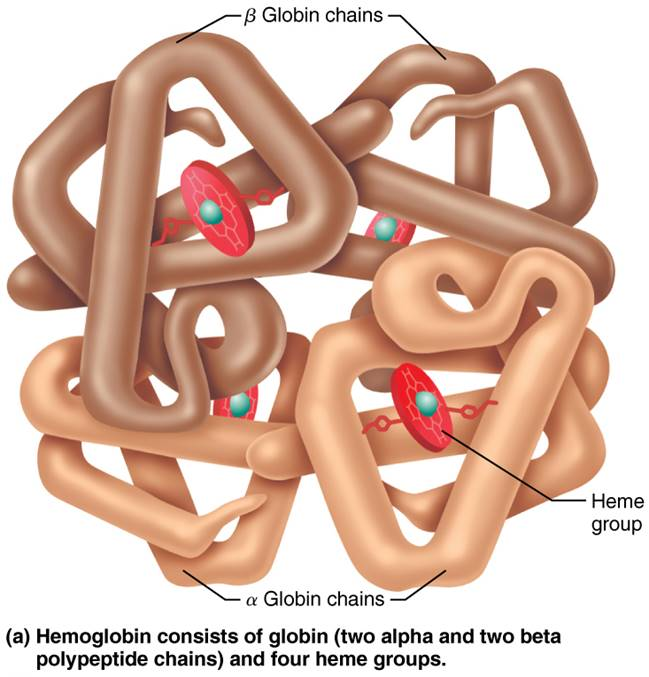 β Globin chains
Heme
group
α Globin chains
(a) Hemoglobin consists of globin (two alpha and two beta
polypeptide chains) and four heme groups.